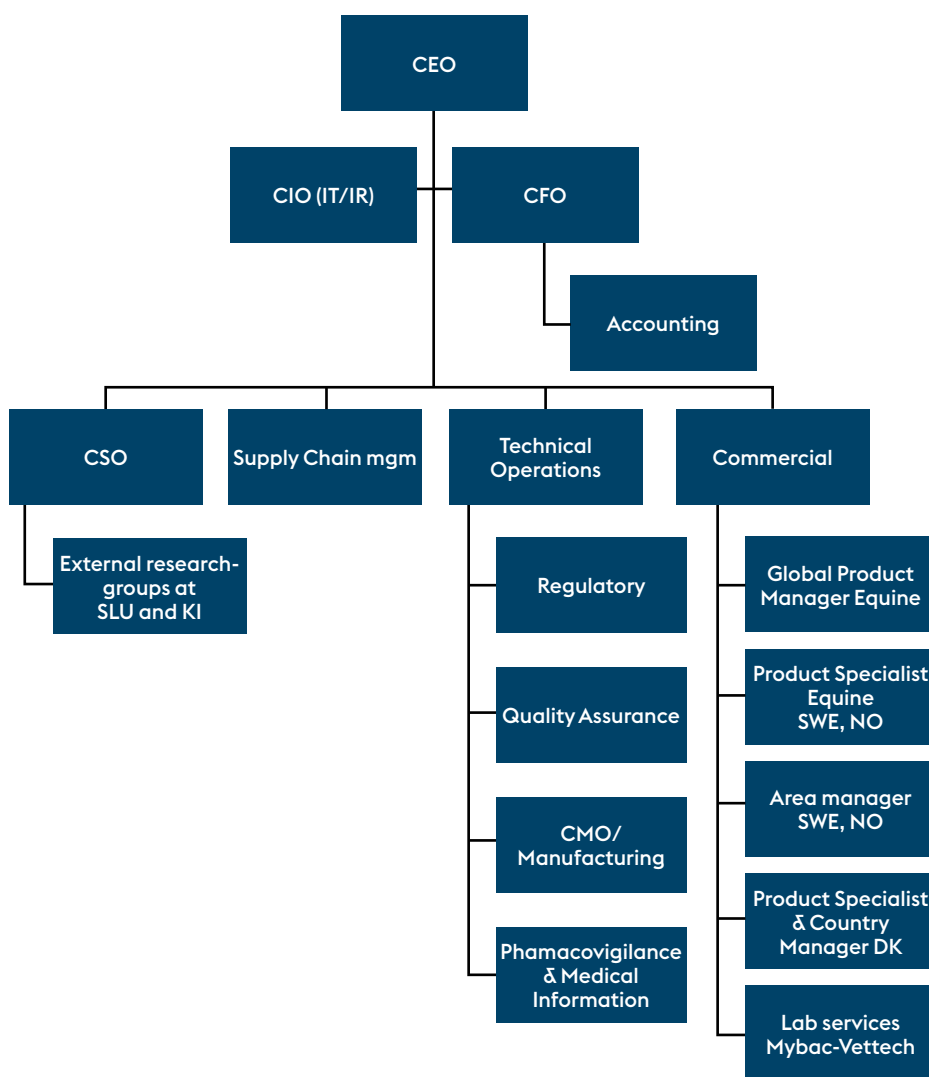 CEO
CIO (IT/IR)
CFO
Accounting
CSO
Supply Chain mgm
Technical
Operations
Commercial
External research-
groups at
SLU and KI
Regulatory
Quality Assurance
CMO/
Manufacturing
Phamacovigilance
& Medical
Information
Global Product
Manager Equine
Product Specialist
Equine
SWE, NO
Area manager
SWE, NO
Product Specialist
& Country
Manager DK
Lab services
Mybac-Vettech